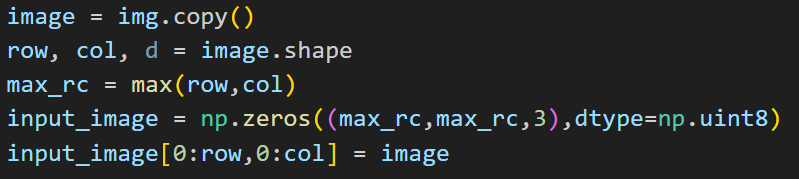 image = img.copy()
row, col, d = image.shape
max_rc = max(row,col)
input_image = np.zeros((max_rc,max_rc,3),dtype=np.uint8)
input_image[0:row,0:col] = image